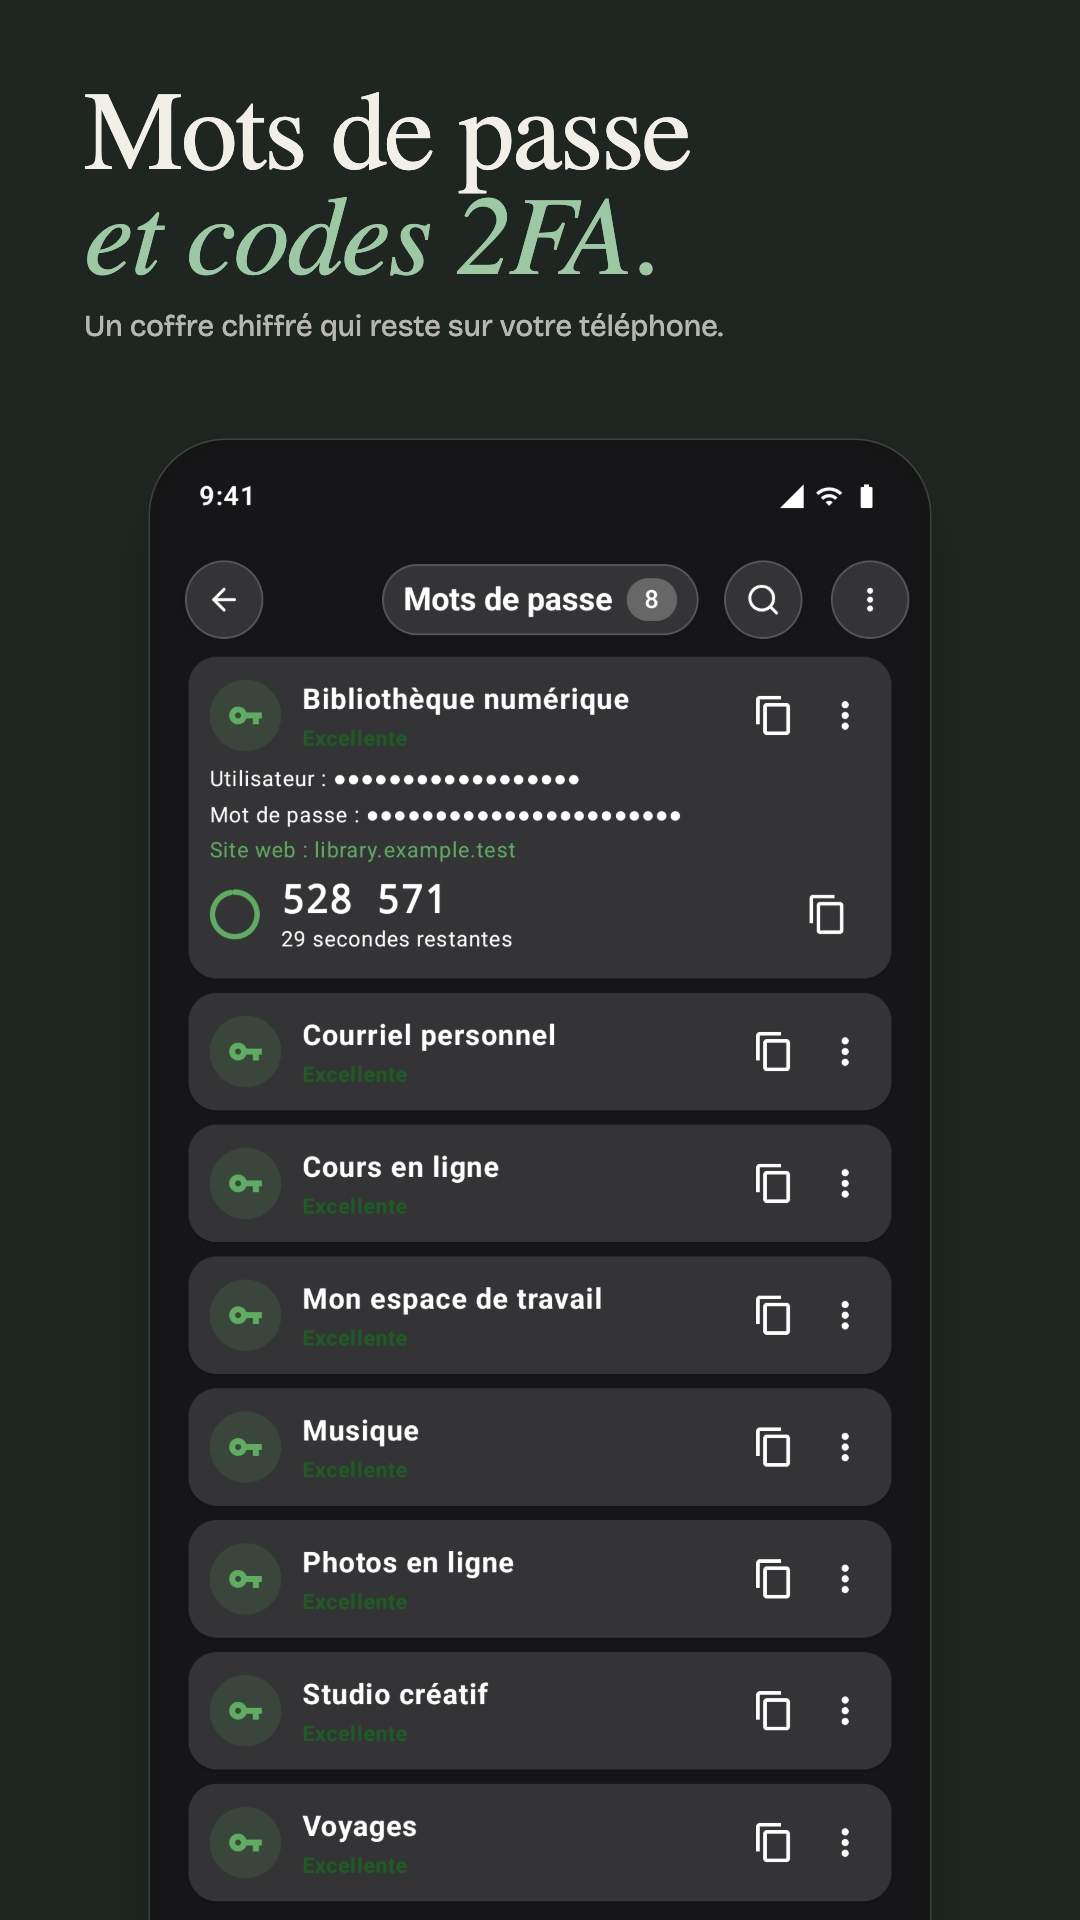 Mots de passe
et codes 2FA.
Un coffre chiffré qui reste sur votre téléphone.
9:41
Mots de passe 8
Bibliothèque numérique
Excellente
Utilisateur : ••••••••••••••••••
Mot de passe : •••••••••••••••••••••••
Site web : library.example.test
528 571
29 secondes restantes
Courriel personnel
Excellente
Cours en ligne
Excellente
Mon espace de travail
Excellente
Musique
Excellente
Photos en ligne
Excellente
Studio créatif
Excellente
Voyages
Excellente